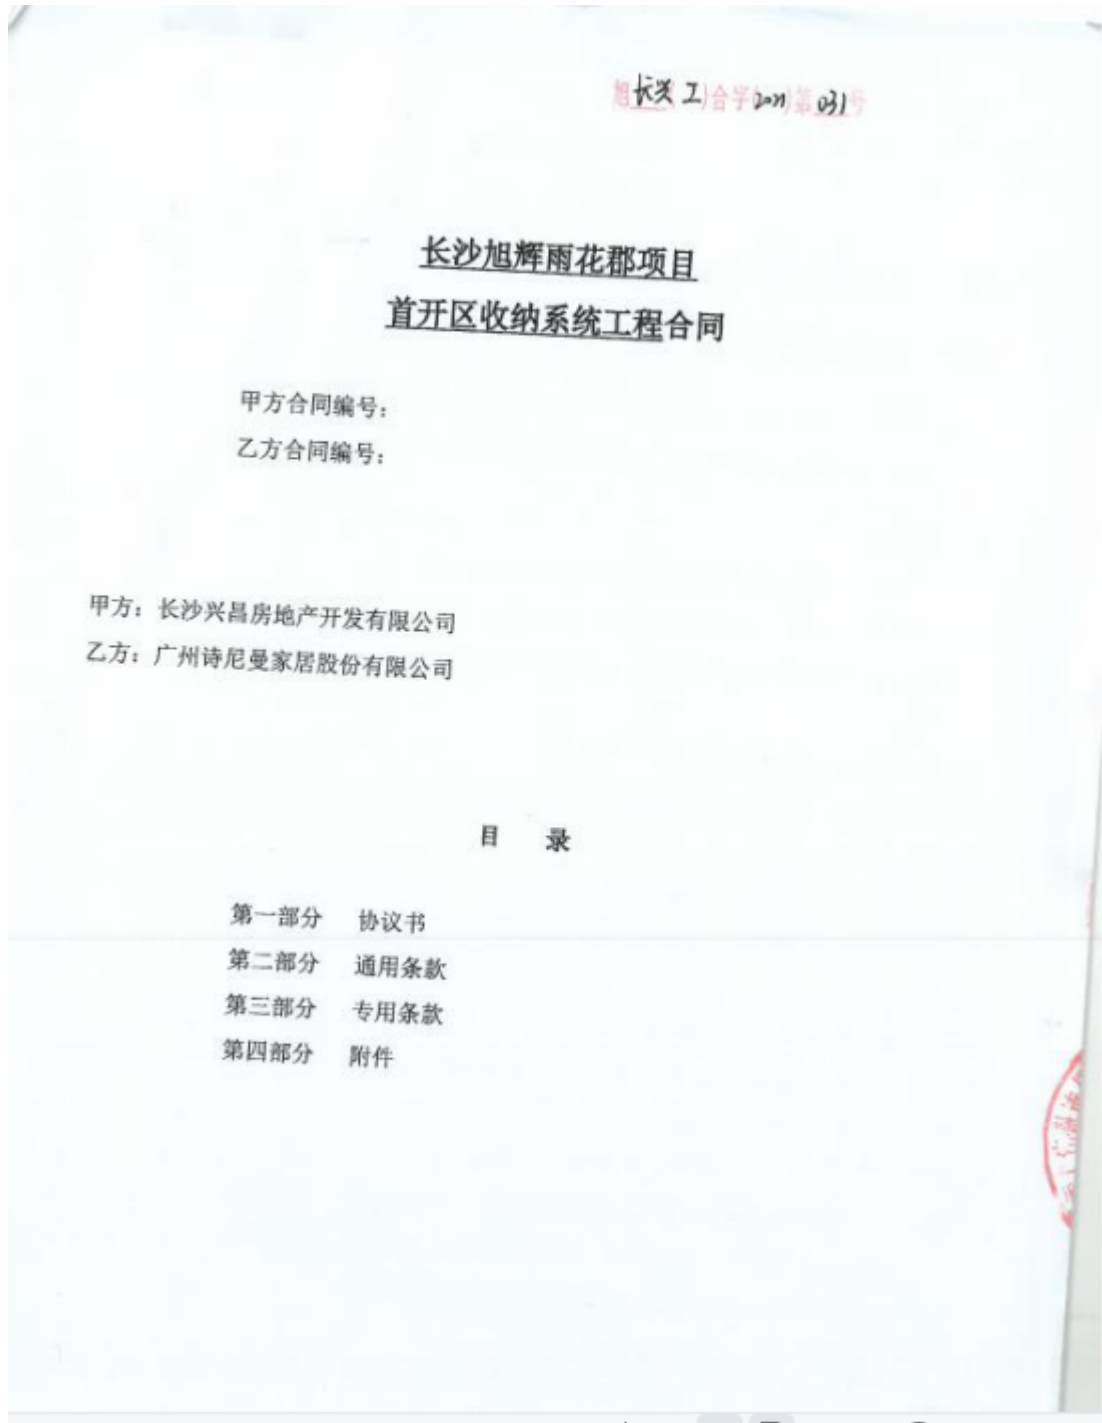 旭长兴(工)合字(2021)第031号
长沙旭辉雨花郡项目
首开区收纳系统工程合同
甲方合同编号：
乙方合同编号：
甲方：长沙兴昌房地产开发有限公司
乙方：广州诗尼曼家居股份有限公司
目 录
第一部分 协议书
第二部分 通用条款
第三部分 专用条款
第四部分 附件